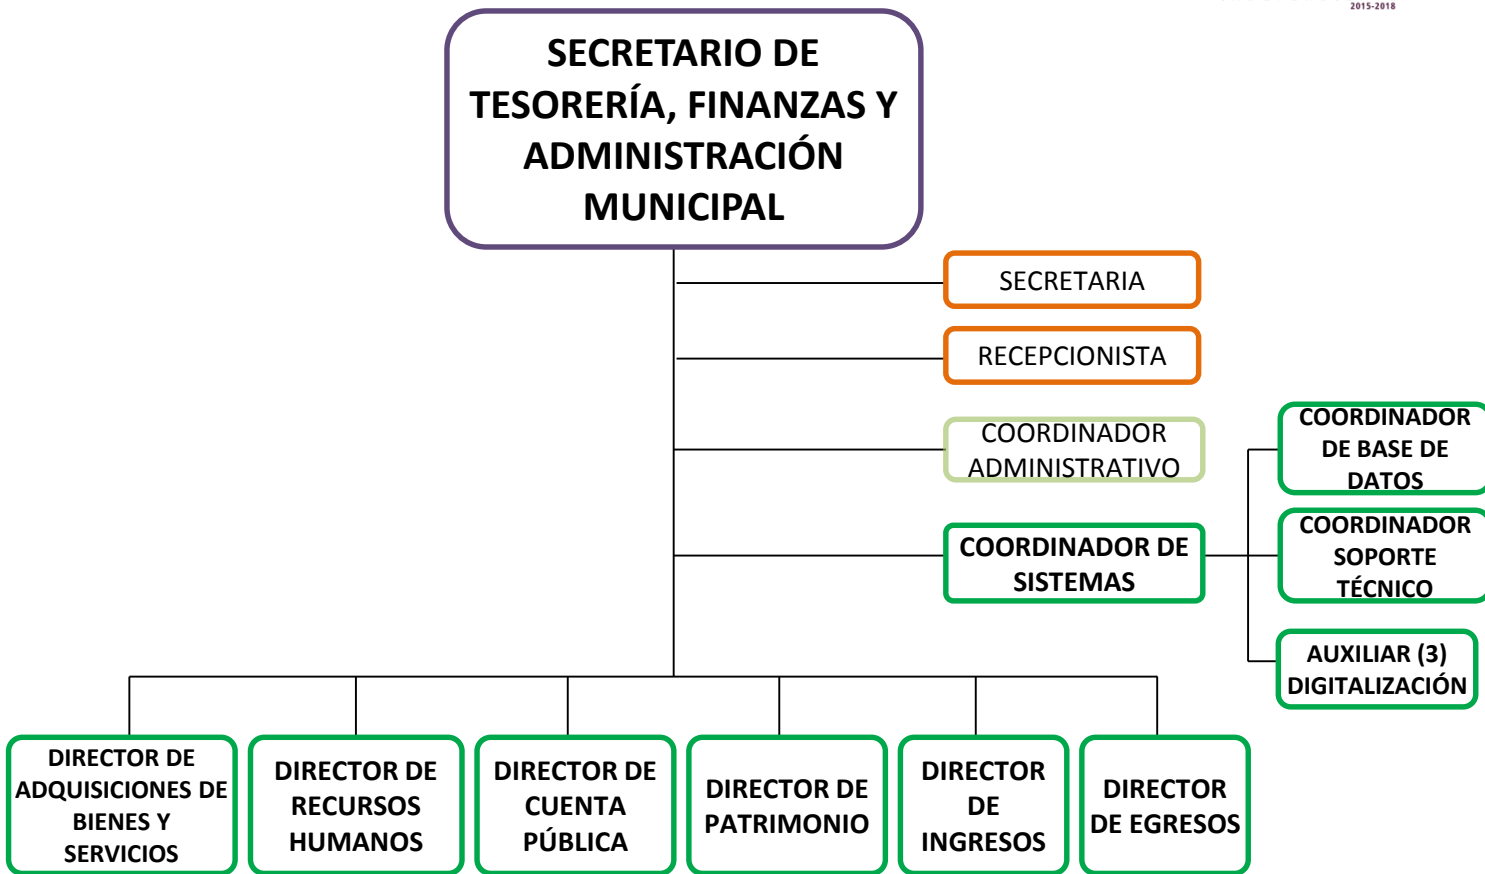 2015-2018
SECRETARIO DE
TESORERÍA, FINANZAS Y
ADMINISTRACIÓN
MUNICIPAL
SECRETARIA
RECEPCIONISTA
COORDINADOR
ADMINISTRATIVO
COORDINADOR DE
SISTEMAS
COORDINADOR
DE BASE DE
DATOS
COORDINADOR
SOPORTE
TÉCNICO
AUXILIAR (3)
DIGITALIZACIÓN
DIRECTOR DE
ADQUISICIONES DE
BIENES Y
SERVICIOS
DIRECTOR DE
RECURSOS
HUMANOS
DIRECTOR DE
CUENTA
PÚBLICA
DIRECTOR DE
PATRIMONIO
DIRECTOR
DE
INGRESOS
DIRECTOR
DE EGRESOS